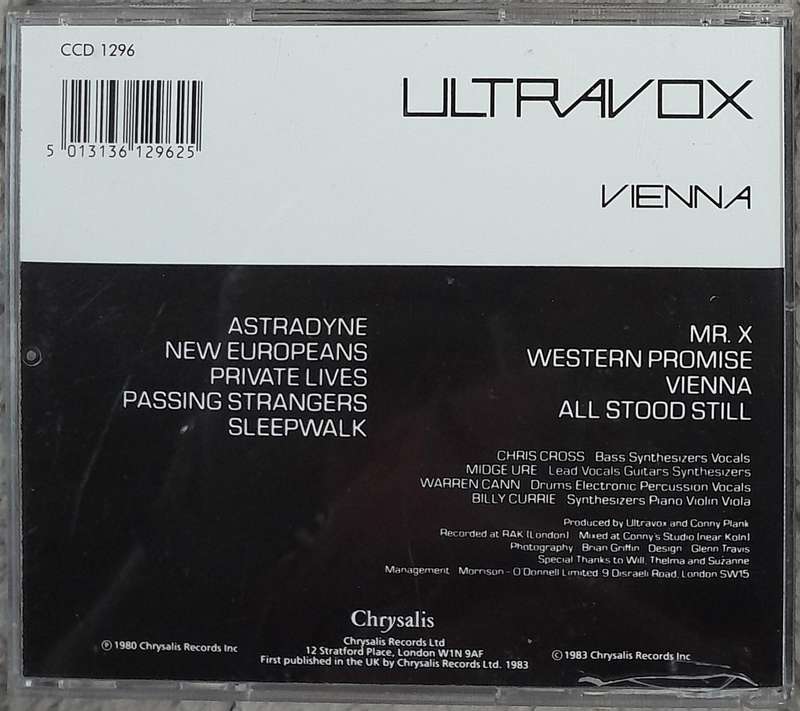 CCD 1296
5 013136 129625
ULTRAVOX
VIENNA
ASTRADYNE
NEW EUROPEANS
PRIVATE LIVES
PASSING STRANGERS
SLEEPWALK
MR. X
WESTERN PROMISE
VIENNA
ALL STOOD STILL
CHRIS CROSS Bass Synthesizers Vocals
MIDGE URE Lead Vocals Guitars Synthesizers
WARREN CANN Drums Electronic Percussion Vocals
BILLY CURRIE Synthesizers Piano Violin Viola
Produced by Ultravox and Conny Plank
Recorded at RAK (London) Mixed at Conny's Studio (near Koln)
Photography Brian Griffin Design Glenn Travis
Special Thanks to Will, Thelma and Suzanne
Management Morrison - O'Donnell Limited 9 Disraeli Road, London SW15
Chrysalis
Chrysalis Records Ltd
12 Stratford Place, London W1N 9AF
First published in the UK by Chrysalis Records Ltd. 1983
℗ 1980 Chrysalis Records Inc
© 1983 Chrysalis Records Inc